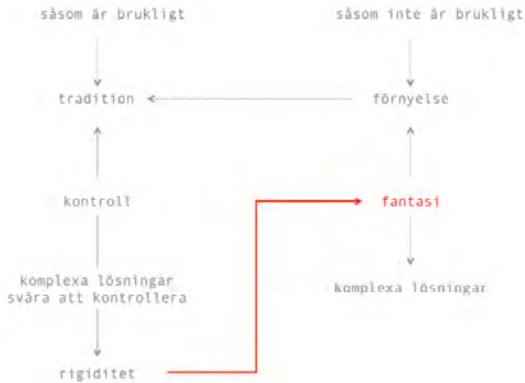 såsom är brukligt
såsom inte är brukligt
tradition
förnyelse
kontroll
fantasi
komplexa lösningar
svåra att kontrollera
komplexa lösningar
rigiditet